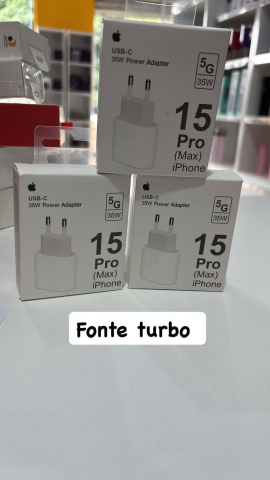 USB-C
35W Power Adapter
5G
35W
15
Pro
(Max)
iPhone
USB-C
35W Power Adapter
5G
35W
15
Pro
(Max)
iPhone
USB-C
35W Power Adapter
5G
35W
15
Pro
(Max)
iPhone
Fonte turbo